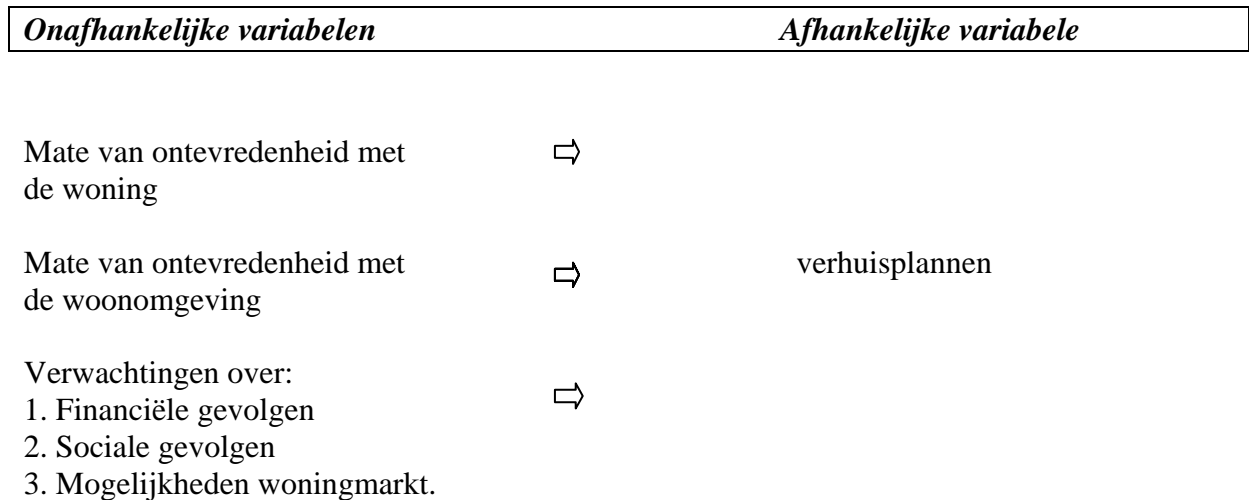 Onafhankelijke variabelen Afhankelijke variabele
Mate van ontevredenheid met
de woning
Mate van ontevredenheid met verhuisplannen
de woonomgeving
Verwachtingen over:
1. Financiële gevolgen
2. Sociale gevolgen
3. Mogelijkheden woningmarkt.